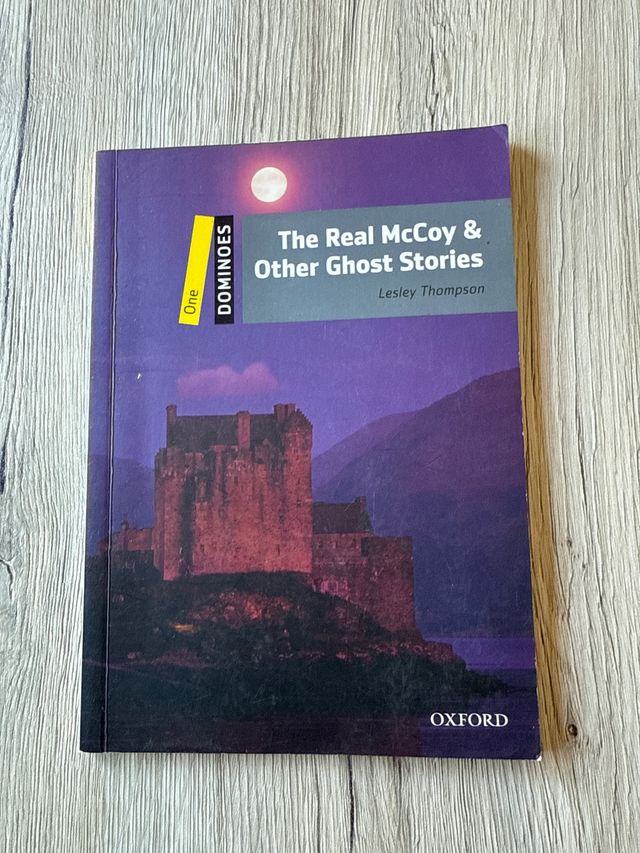 One
DOMINOES
The Real McCoy &
Other Ghost Stories
Lesley Thompson
OXFORD